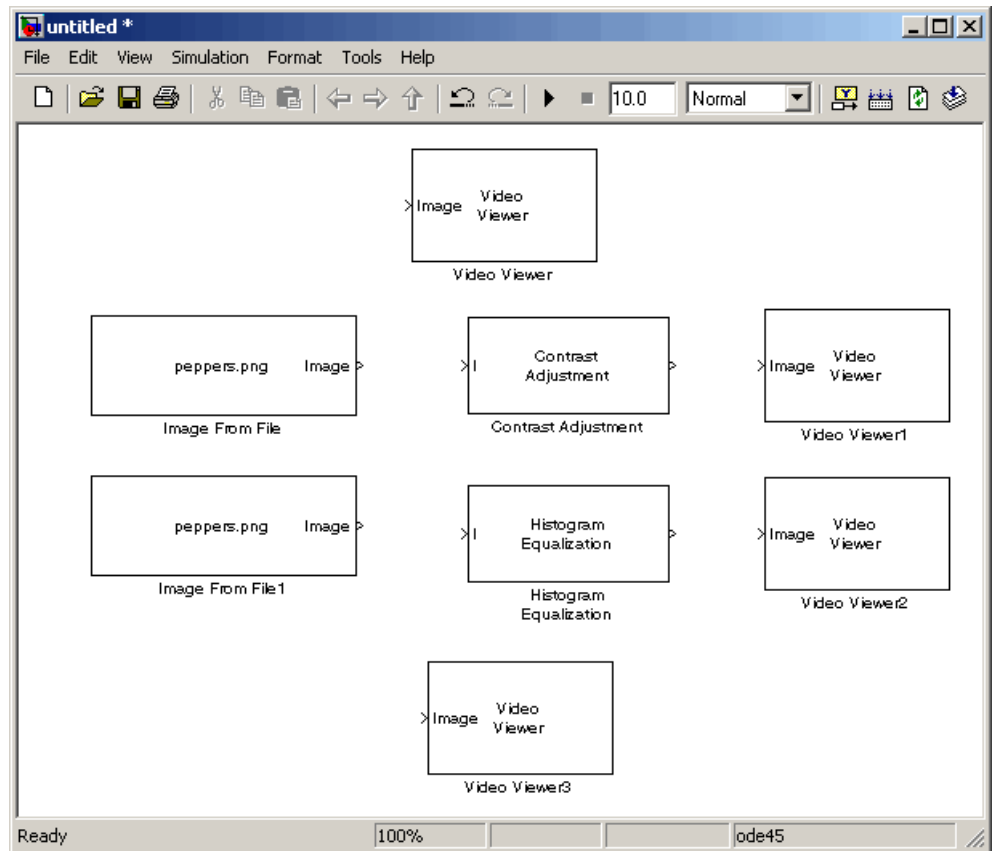 untitled *
File Edit View Simulation Format Tools Help
10.0 Normal
Image Video Viewer
Video Viewer
peppers.png Image
Image From File
I Contrast Adjustment
Contrast Adjustment
Image Video Viewer
Video Viewer1
peppers.png Image
Image From File1
I Histogram Equalization
Histogram
Equalization
Image Video Viewer
Video Viewer2
Image Video Viewer
Video Viewer3
Ready 100% ode45